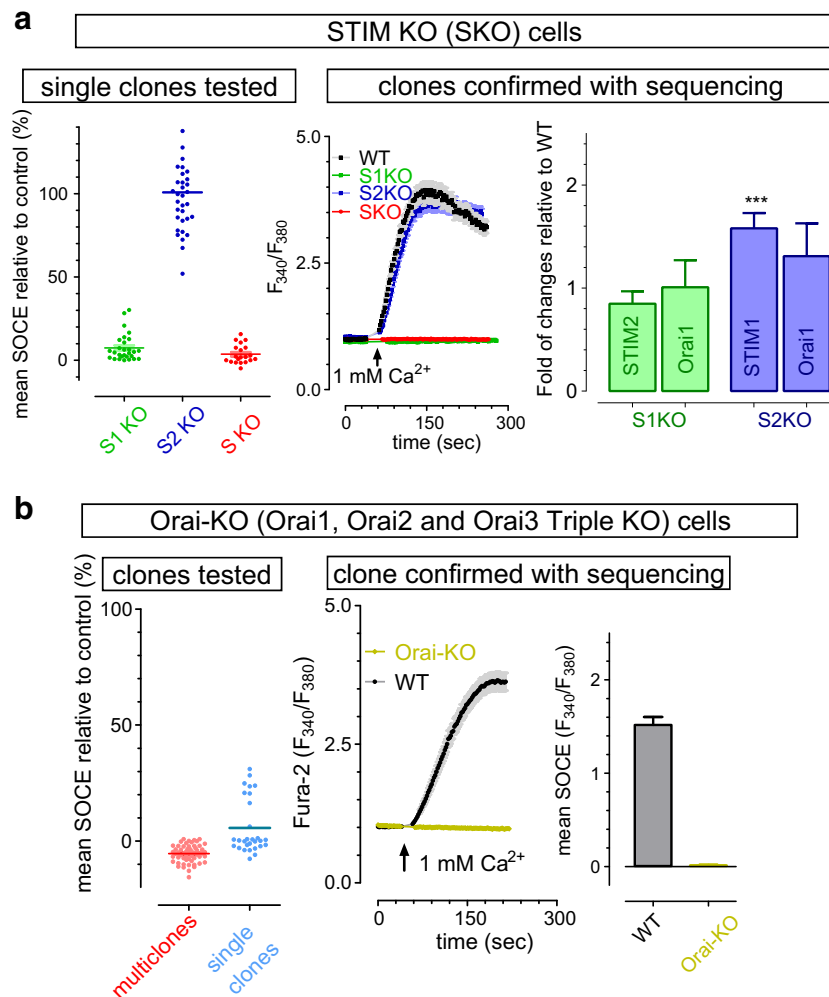 a
STIM KO (SKO) cells
single clones tested
clones confirmed with sequencing
mean SOCE relative to control (%)
100
50
0
S1 KO
S2 KO
S KO
F340/F380
5.0
2.5
0.0
WT
S1KO
S2KO
SKO
1 mM Ca2+
0
150
300
time (sec)
Fold of changes relative to WT
2
1
0
***
STIM2
Orai1
STIM1
Orai1
S1KO
S2KO
b
Orai-KO (Orai1, Orai2 and Orai3 Triple KO) cells
clones tested
clone confirmed with sequencing
mean SOCE relative to control (%)
100
50
0
multiclones
single
clones
Fura-2 (F340/F380)
5.0
2.5
0.0
Orai-KO
WT
1 mM Ca2+
0
150
300
time (sec)
mean SOCE (F340/F380)
2
1
0
WT
Orai-KO